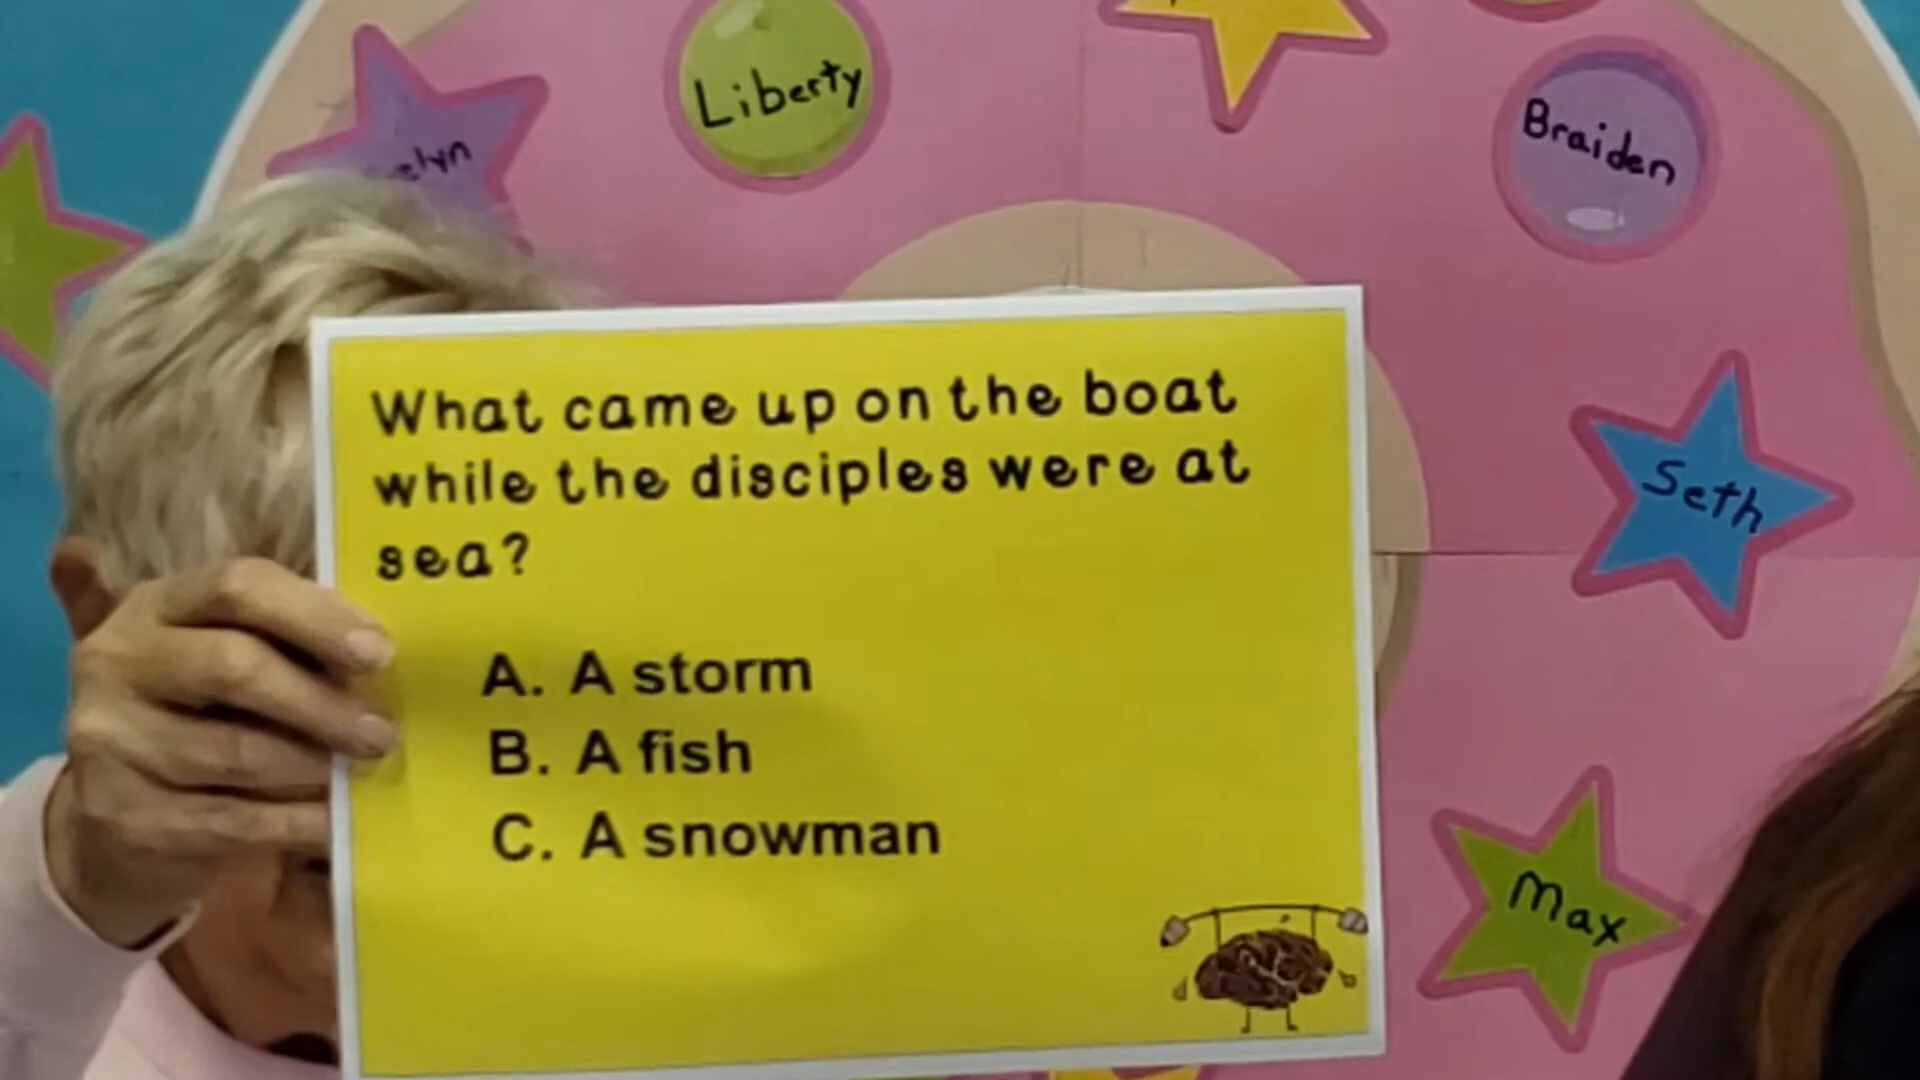 Liberty
Braiden
Seth
Max
What came up on the boat
while the disciples were at
sea?
A. A storm
B. A fish
C. A snowman